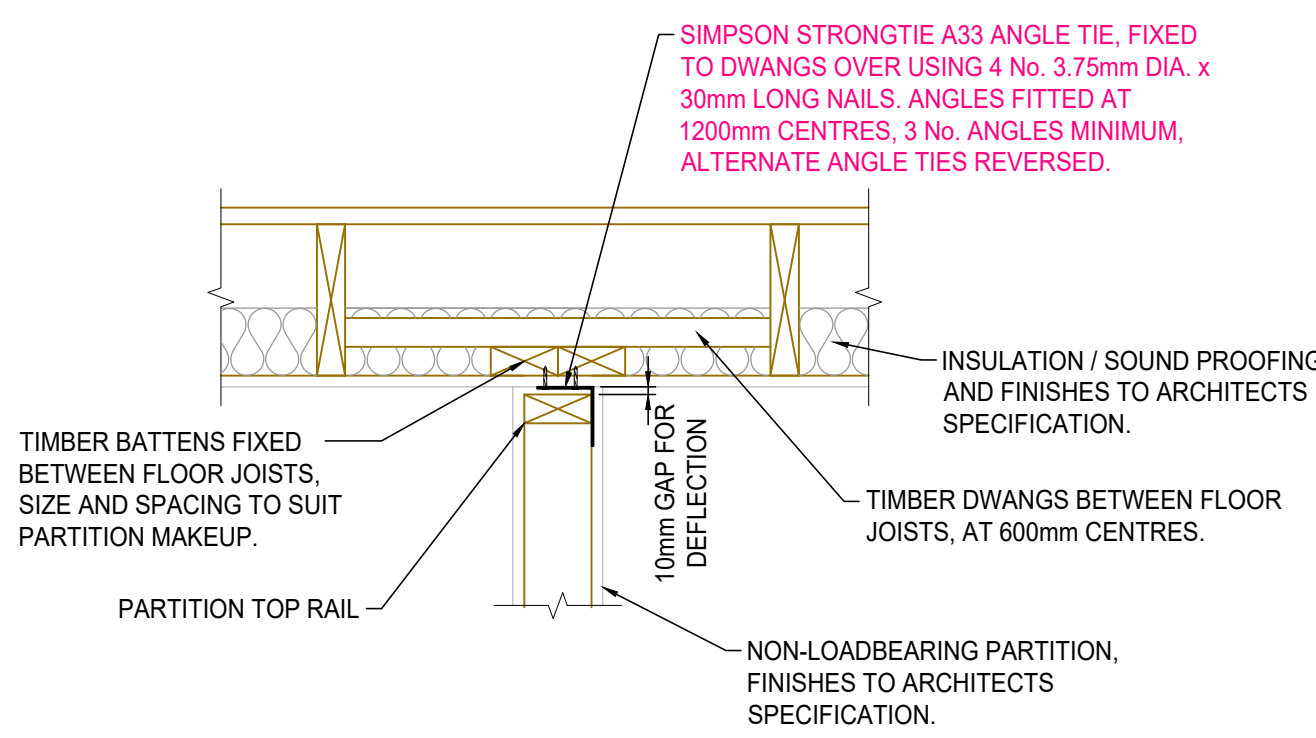 SIMPSON STRONGTIE A33 ANGLE TIE, FIXED
TO DWANGS OVER USING 4 No. 3.75mm DIA. x
30mm LONG NAILS. ANGLES FITTED AT
1200mm CENTRES, 3 No. ANGLES MINIMUM,
ALTERNATE ANGLE TIES REVERSED.
INSULATION / SOUND PROOFING
AND FINISHES TO ARCHITECTS
SPECIFICATION.
TIMBER BATTENS FIXED
BETWEEN FLOOR JOISTS,
SIZE AND SPACING TO SUIT
PARTITION MAKEUP.
10mm GAP FOR
DEFLECTION
TIMBER DWANGS BETWEEN FLOOR
JOISTS, AT 600mm CENTRES.
PARTITION TOP RAIL
NON-LOADBEARING PARTITION,
FINISHES TO ARCHITECTS
SPECIFICATION.